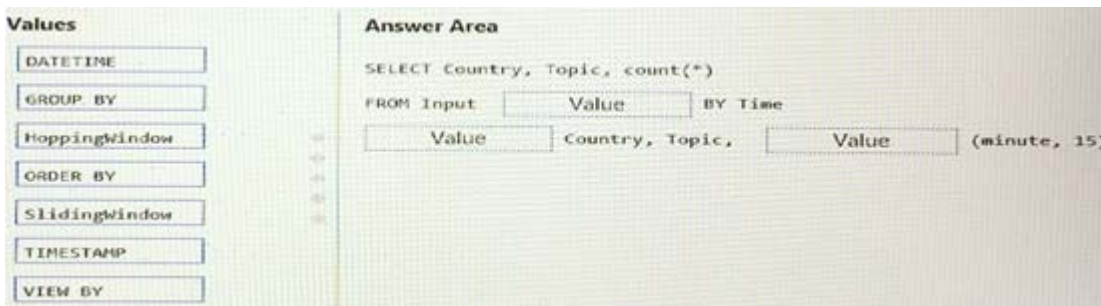 Values
DATETIME
GROUP BY
HoppingWindow
ORDER BY
SlidingWindow
TIMESTAMP
VIEW BY
Answer Area
SELECT Country, Topic, count(*)
FROM Input Value BY Time
Value Country, Topic, Value (minute, 15)